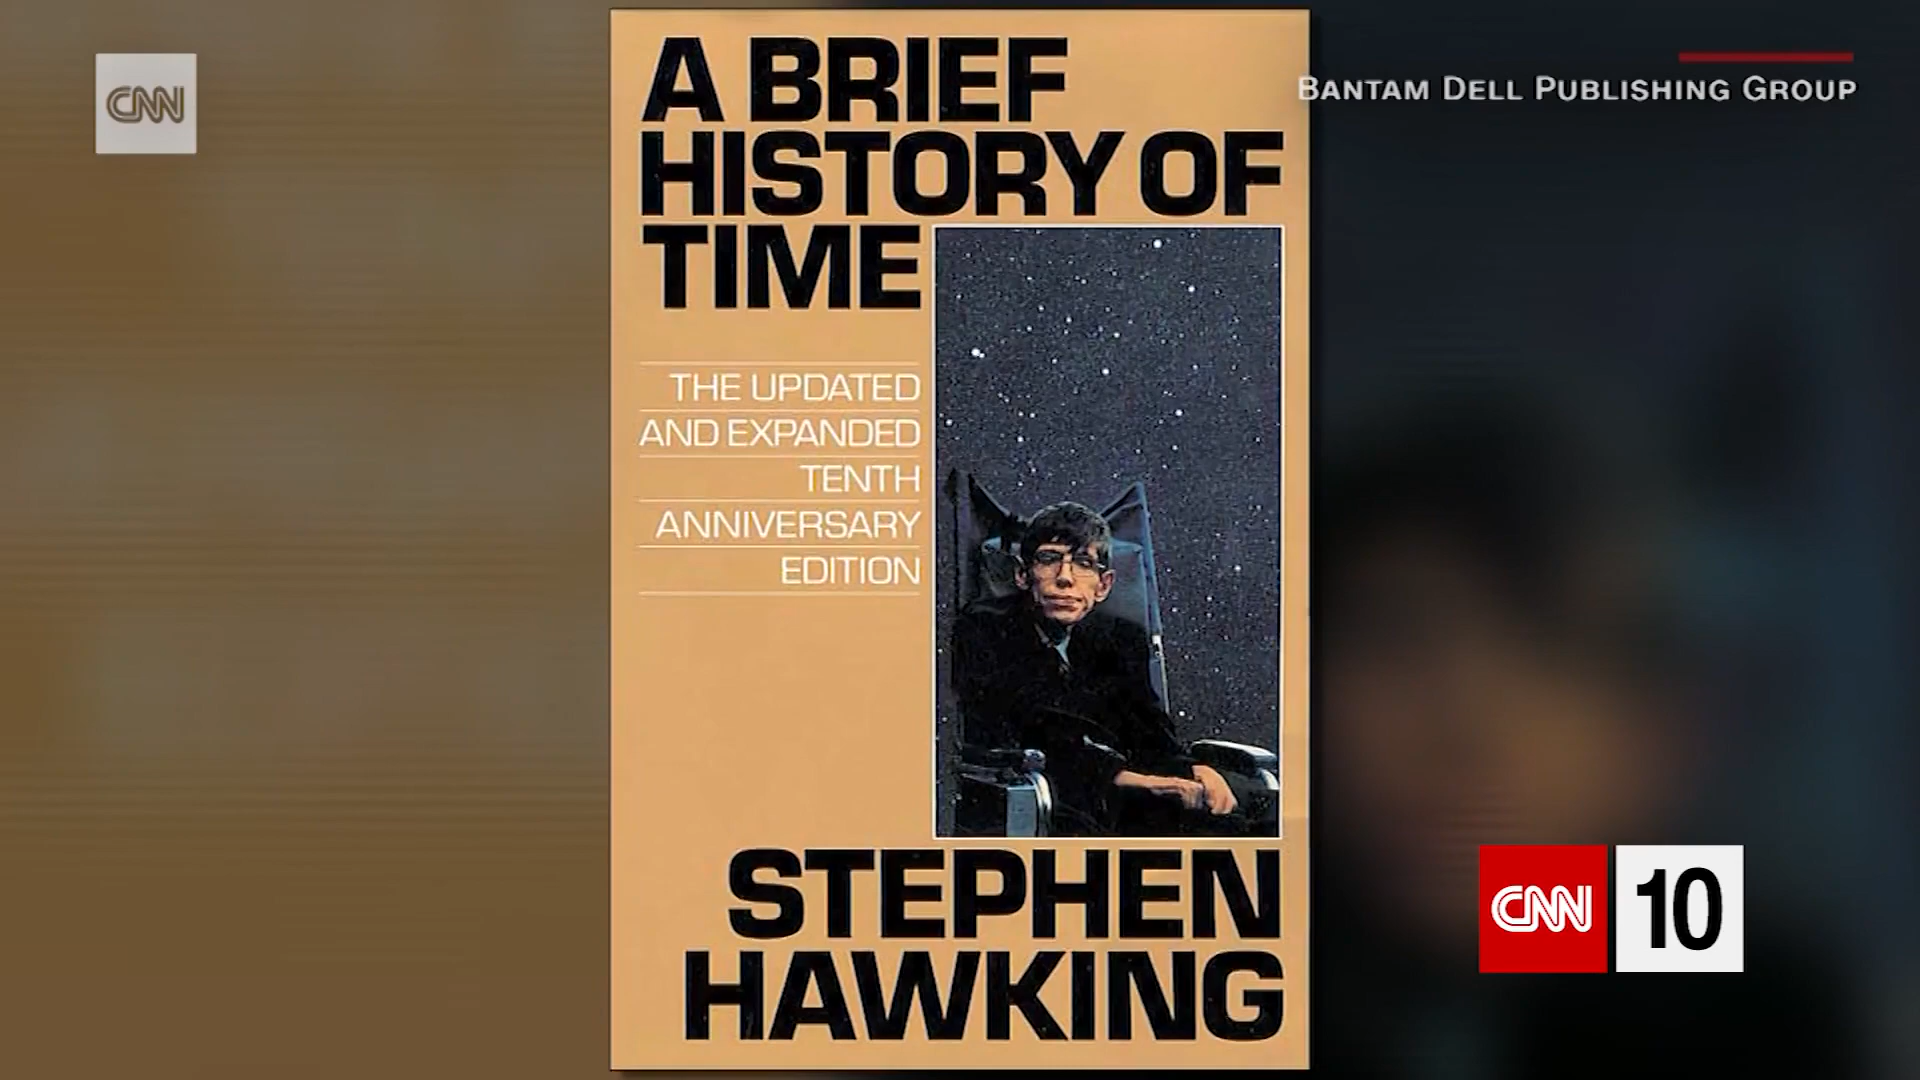 CNN
BANTAM DELL PUBLISHING GROUP
A BRIEF
HISTORY OF
TIME
THE UPDATED
AND EXPANDED
TENTH
ANNIVERSARY
EDITION
STEPHEN
HAWKING
CNN 10